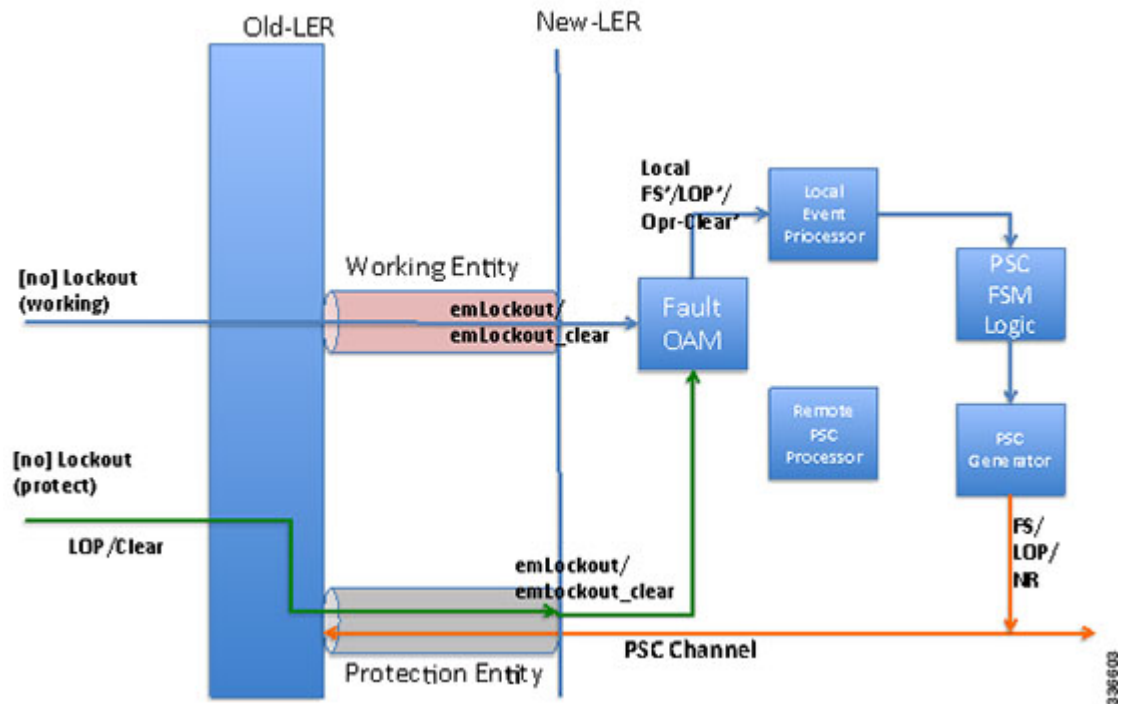 Old-LER
New-LER
Local
FS'/LOP'/
Opr-Clear'
Local
Event
Priocessor
[no] Lockout
(working)
Working Entity
emLockout/
emLockout_clear
Fault
OAM
PSC
FSM
Logic
Remote
PSC
Processor
PSC
Generator
[no] Lockout
(protect)
LOP/Clear
emLockout/
emLockout_clear
FS/
LOP/
NR
PSC Channel
Protection Entity
336603